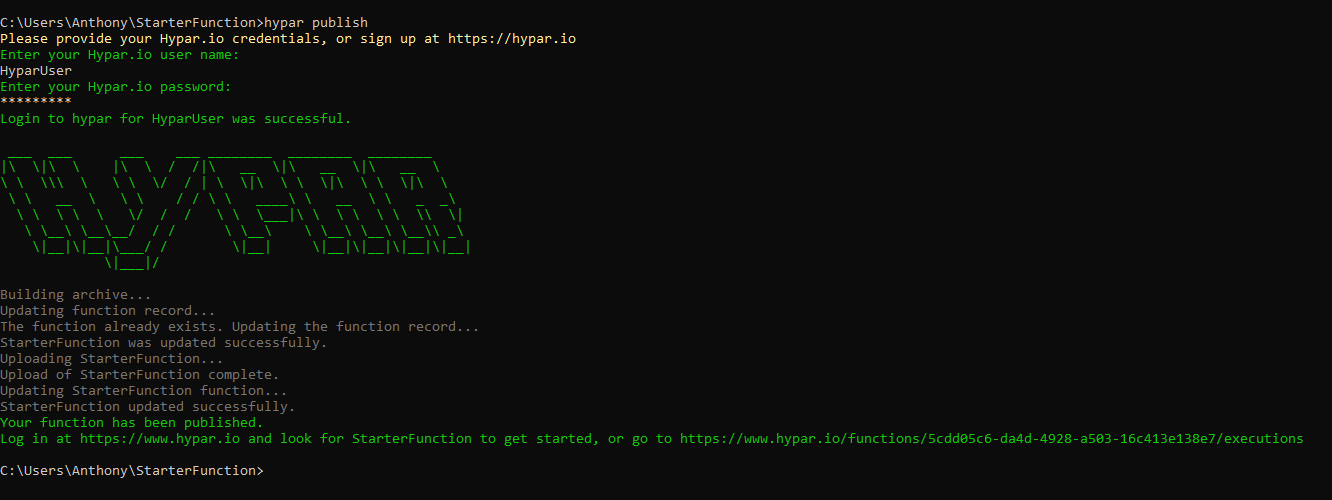 C:\Users\Anthony\StarterFunction>hypar publish
Please provide your Hypar.io credentials, or sign up at https://hypar.io
Enter your Hypar.io user name:
HyparUser
Enter your Hypar.io password:
*********
Login to hypar for HyparUser was successful.
HYPAR
Building archive...
Updating function record...
The function already exists. Updating the function record...
StarterFunction was updated successfully.
Uploading StarterFunction...
Upload of StarterFunction complete.
Updating StarterFunction function...
StarterFunction updated successfully.
Your function has been published.
Log in at https://www.hypar.io and look for StarterFunction to get started, or go to https://www.hypar.io/functions/5cdd05c6-da4d-4928-a503-16c413e138e7/executions
C:\Users\Anthony\StarterFunction>